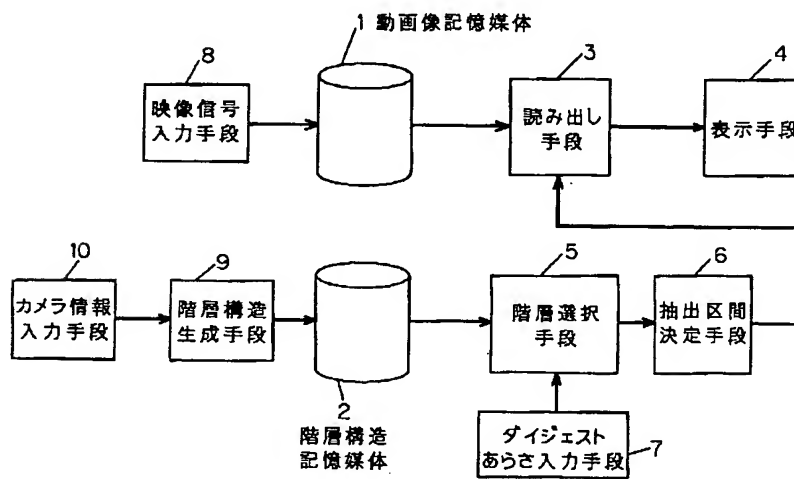 1 動画像記憶媒体
8
映像信号
入力手段
3
読み出し
手段
4
表示手段
10
カメラ情報
入力手段
9
階層構造
生成手段
2
階層構造
記憶媒体
5
階層選択
手段
6
抽出区間
決定手段
ダイジェスト
あらさ入力手段
7